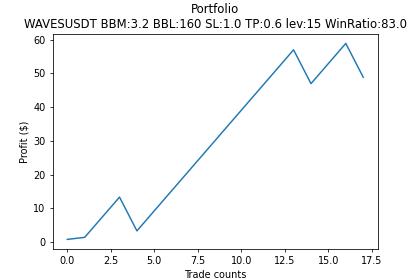 Portfolio
WAVESUSDT BBM:3.2 BBL:160 SL:1.0 TP:0.6 lev:15 WinRatio:83.0
60
50
40
30
20
10
0
Profit ($)
0.0 2.5 5.0 7.5 10.0 12.5 15.0 17.5
Trade counts